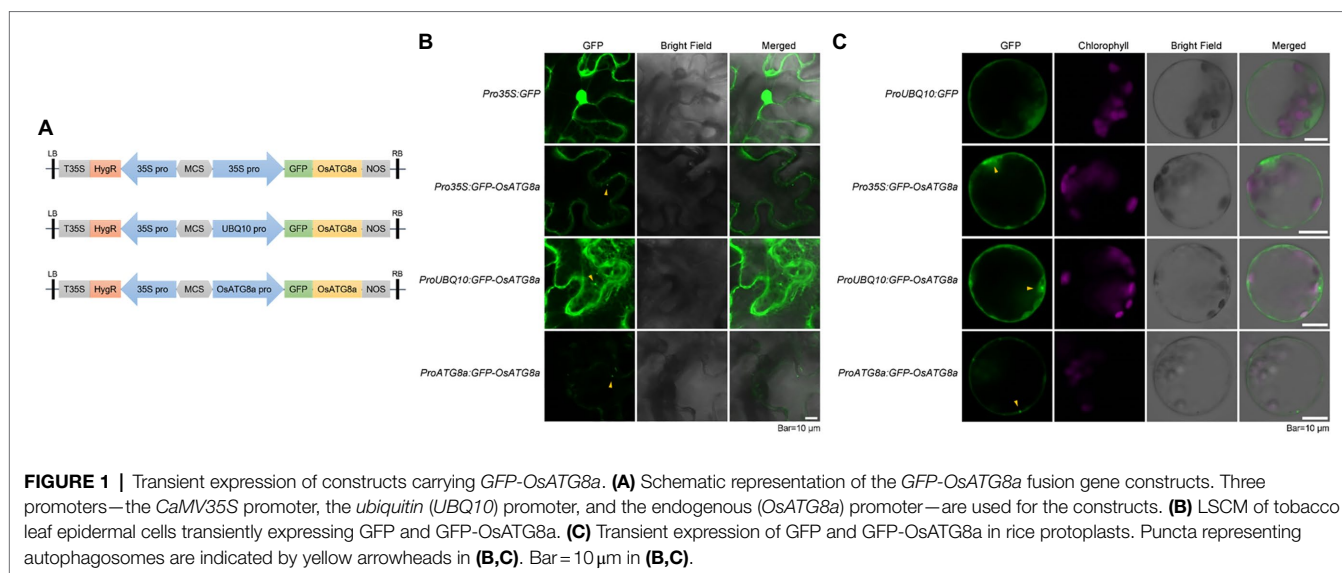 A
LB
T35S HygR 35S pro MCS 35S pro GFP OsATG8a NOS
RB
LB
T35S HygR 35S pro MCS UBQ10 pro GFP OsATG8a NOS
RB
LB
T35S HygR 35S pro MCS OsATG8a pro GFP OsATG8a NOS
RB
B
GFP Bright Field Merged
Pro35S:GFP
Pro35S:GFP-OsATG8a
ProUBQ10:GFP-OsATG8a
ProATG8a:GFP-OsATG8a
Bar=10 µm
C
GFP Chlorophyll Bright Field Merged
ProUBQ10:GFP
Pro35S:GFP-OsATG8a
ProUBQ10:GFP-OsATG8a
ProATG8a:GFP-OsATG8a
Bar=10 µm
FIGURE 1 | Transient expression of constructs carrying GFP-OsATG8a. (A) Schematic representation of the GFP-OsATG8a fusion gene constructs. Three
promoters—the CaMV35S promoter, the ubiquitin (UBQ10) promoter, and the endogenous (OsATG8a) promoter—are used for the constructs. (B) LSCM of tobacco
leaf epidermal cells transiently expressing GFP and GFP-OsATG8a. (C) Transient expression of GFP and GFP-OsATG8a in rice protoplasts. Puncta representing
autophagosomes are indicated by yellow arrowheads in (B,C). Bar = 10 μm in (B,C).